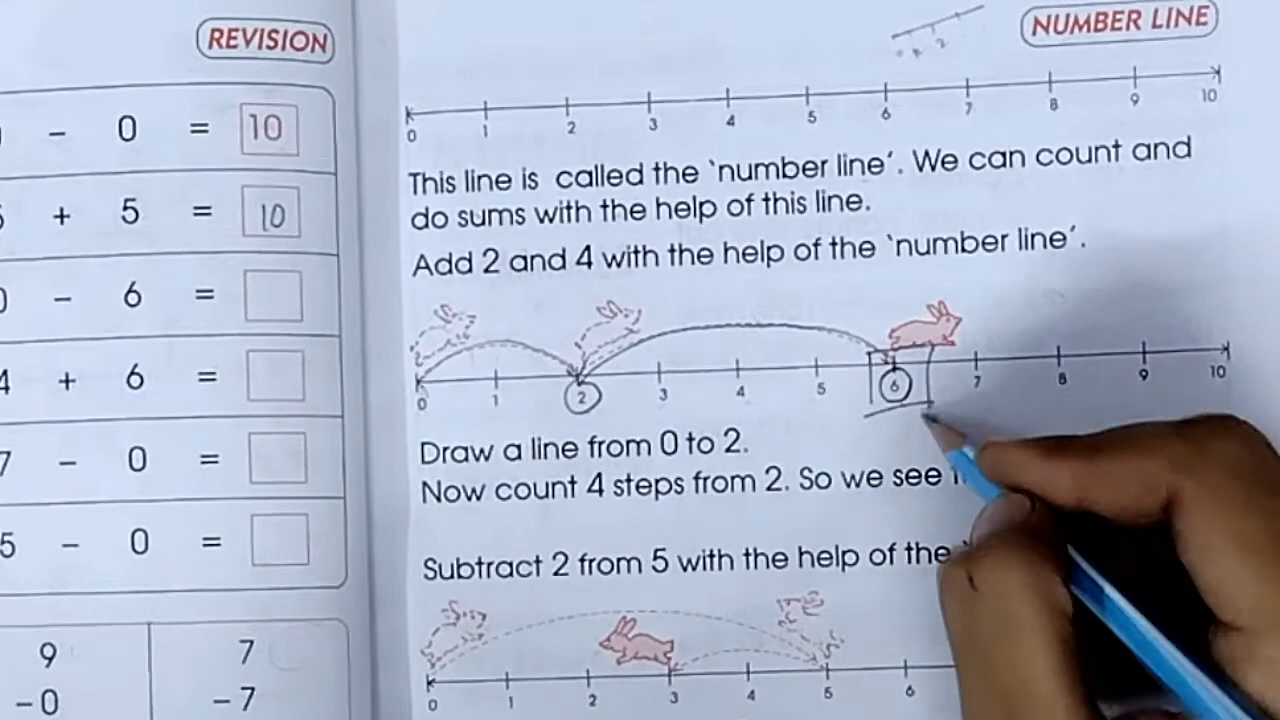 REVISION
- 0 = 10
+ 5 = 10
- 6 =
4 + 6 =
7 - 0 =
5 - 0 =
9 7
-0 -7
NUMBER LINE
2
0 1 2 3 4 5 6 7 8 9 10
This line is called the ‘number line’. We can count and
do sums with the help of this line.
Add 2 and 4 with the help of the ‘number line’.
0 1 2 3 4 5 6 7 8 9 10
Draw a line from 0 to 2.
Now count 4 steps from 2. So we see
Subtract 2 from 5 with the help of the
0 1 2 3 4 5 6